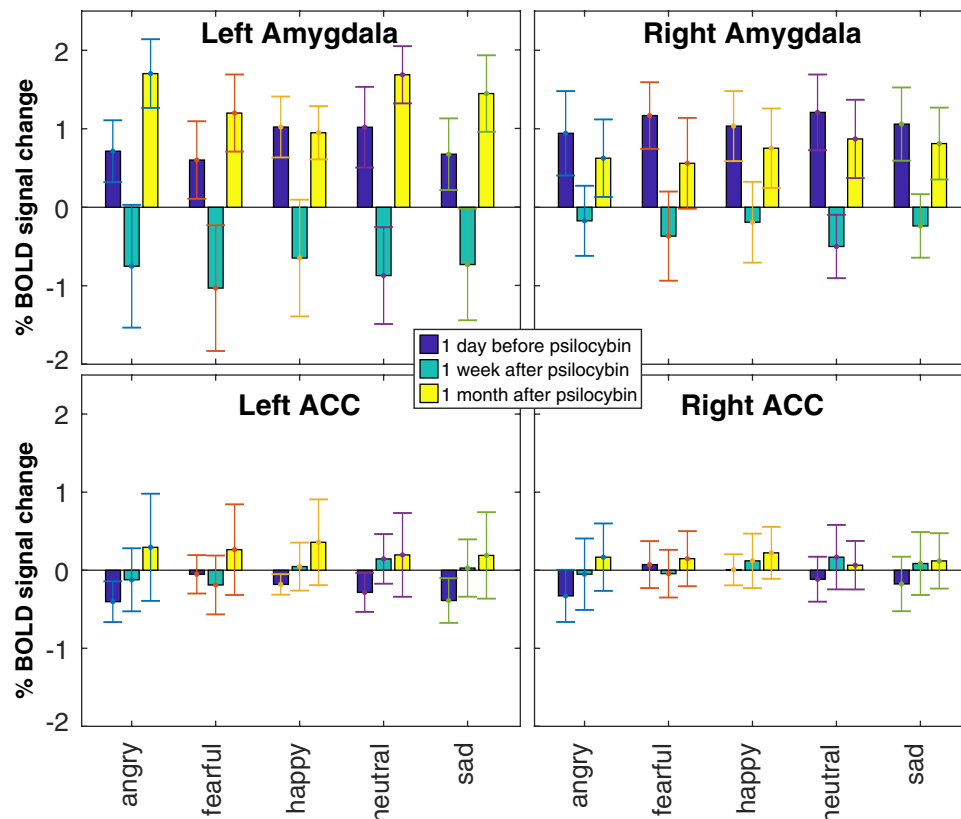 Left Amygdala
Right Amygdala
% BOLD signal change
2
1
0
-1
-2
1 day before psilocybin
1 week after psilocybin
1 month after psilocybin
Left ACC
Right ACC
% BOLD signal change
2
1
0
-1
-2
angry
fearful
happy
neutral
sad
angry
fearful
happy
neutral
sad